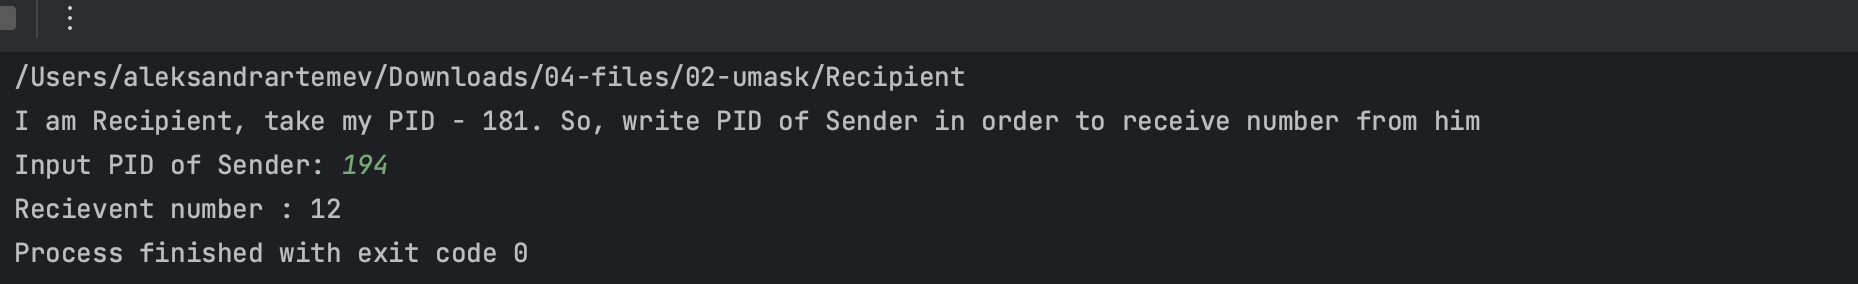 /Users/aleksandrartemev/Downloads/04-files/02-umask/Recipient
I am Recipient, take my PID - 181. So, write PID of Sender in order to receive number from him
Input PID of Sender: 194
Recievent number : 12
Process finished with exit code 0